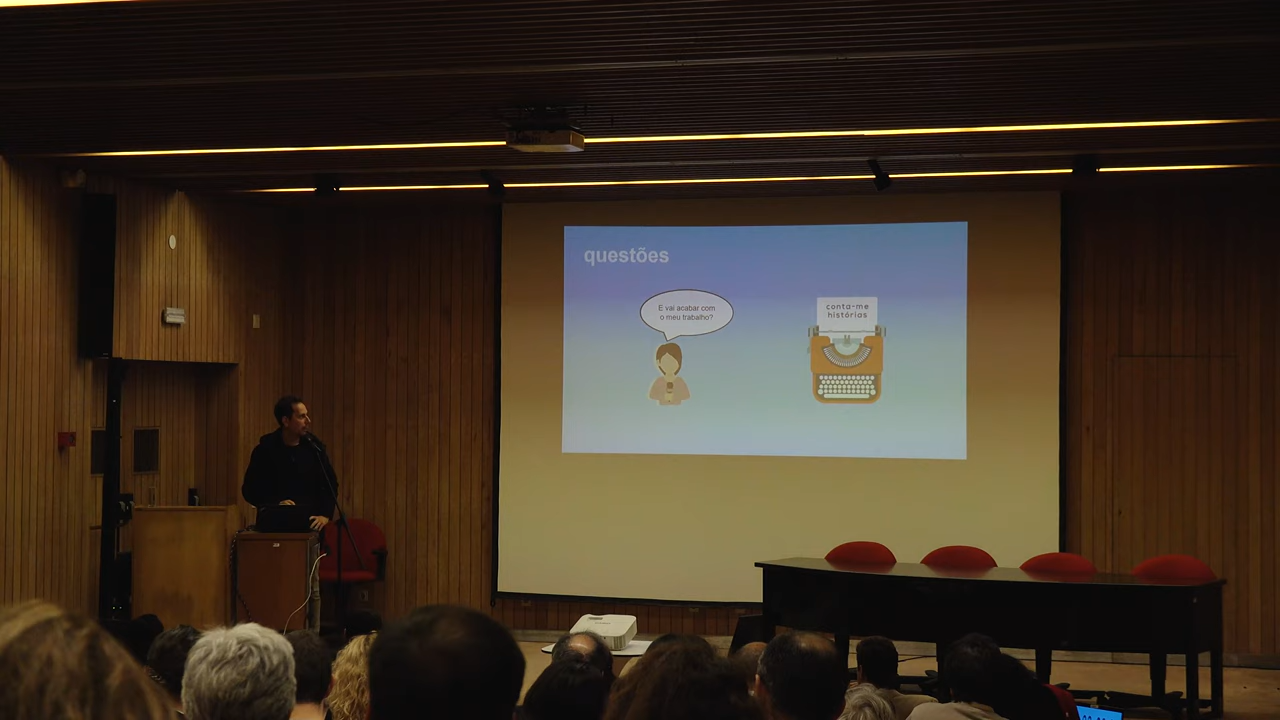 questões
E vai acabar com
o meu trabalho?
conta-me
histórias